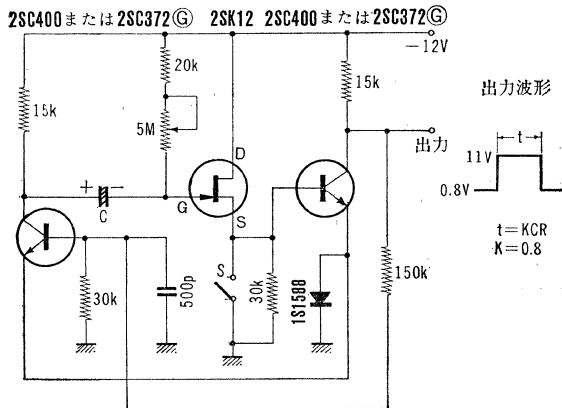 2SC400または2SC372Ⓖ 2SK12 2SC400または2SC372Ⓖ
−12V
20k
15k
15k
5M
出力波形
出力
t
11V
0.8V
D
G
S
+ −
C
t=KCR
K=0.8
S
30k
500p
30k
1S1588
150k